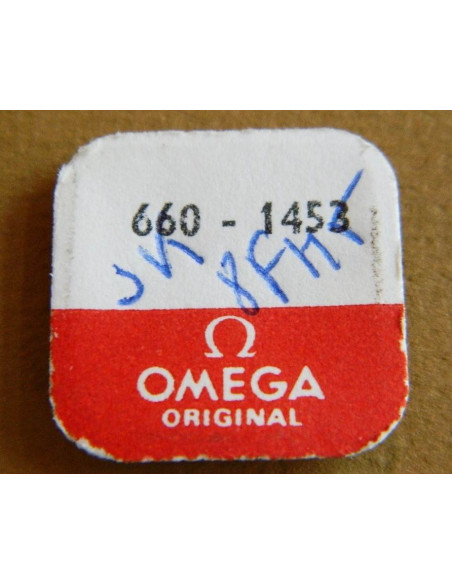 660 - 1453
Ω
OMEGA
ORIGINAL